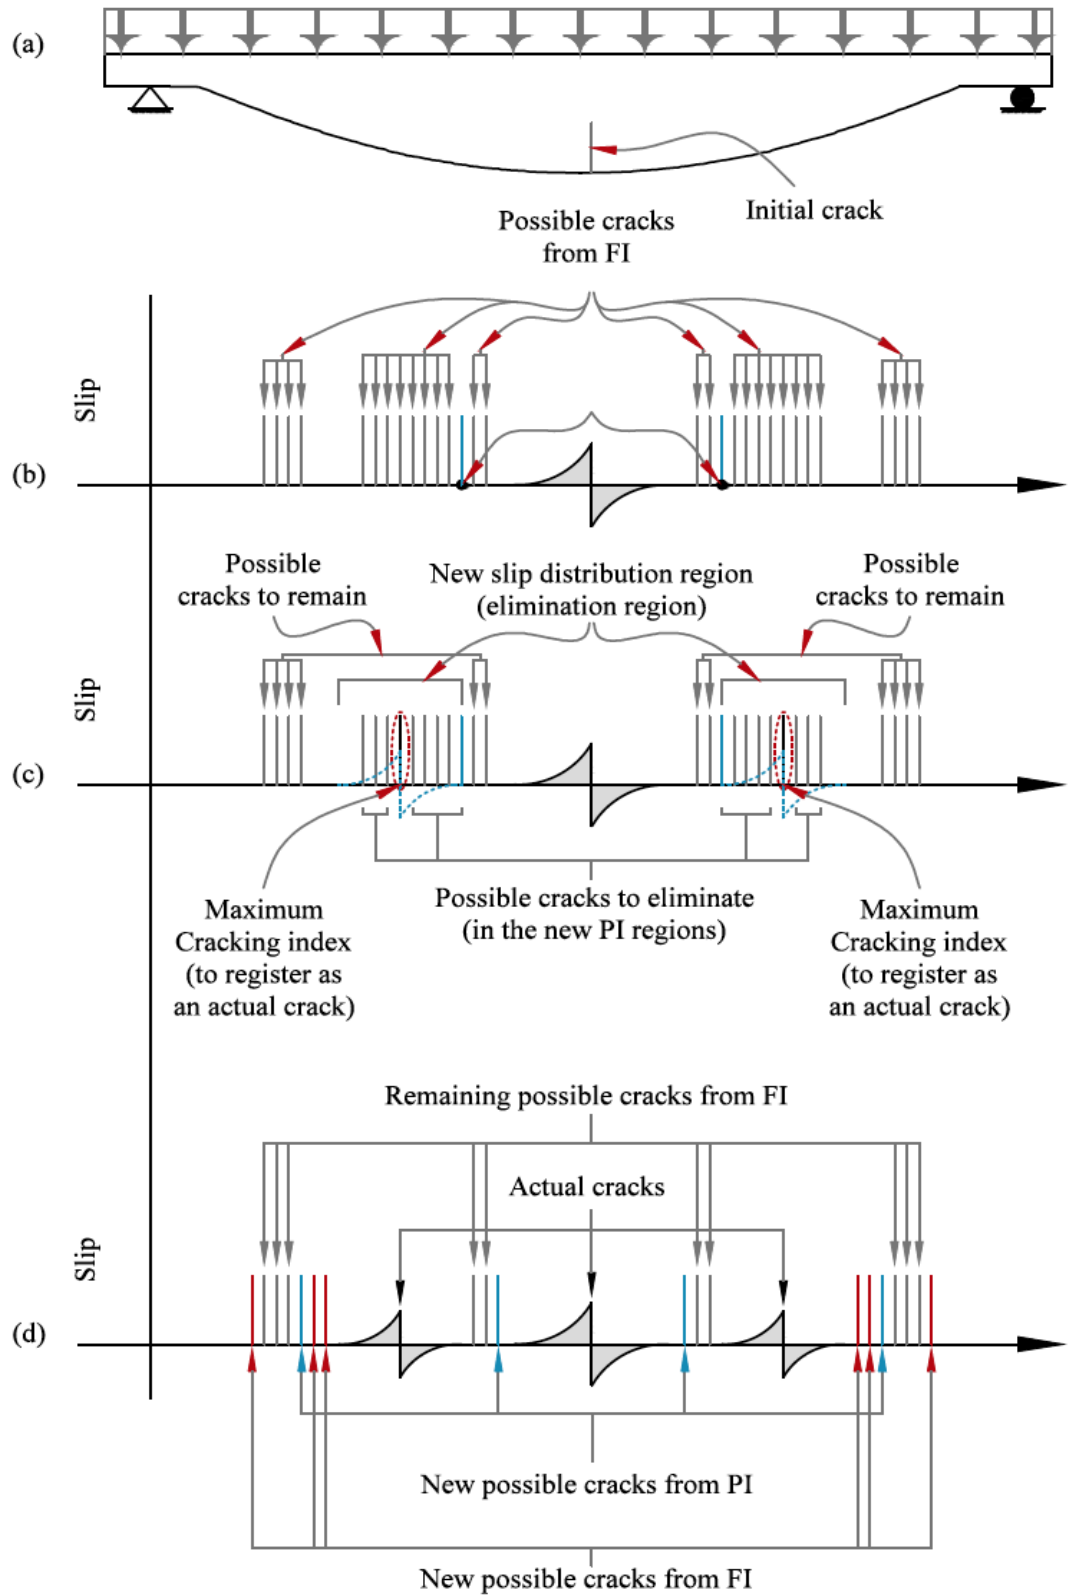 (a)
Initial crack
Possible cracks
from FI
Slip
(b)
Possible
cracks to remain
New slip distribution region
(elimination region)
Possible
cracks to remain
Slip
(c)
Possible cracks to eliminate
(in the new PI regions)
Maximum
Cracking index
(to register as
an actual crack)
Maximum
Cracking index
(to register as
an actual crack)
Remaining possible cracks from FI
Actual cracks
Slip
(d)
New possible cracks from PI
New possible cracks from FI